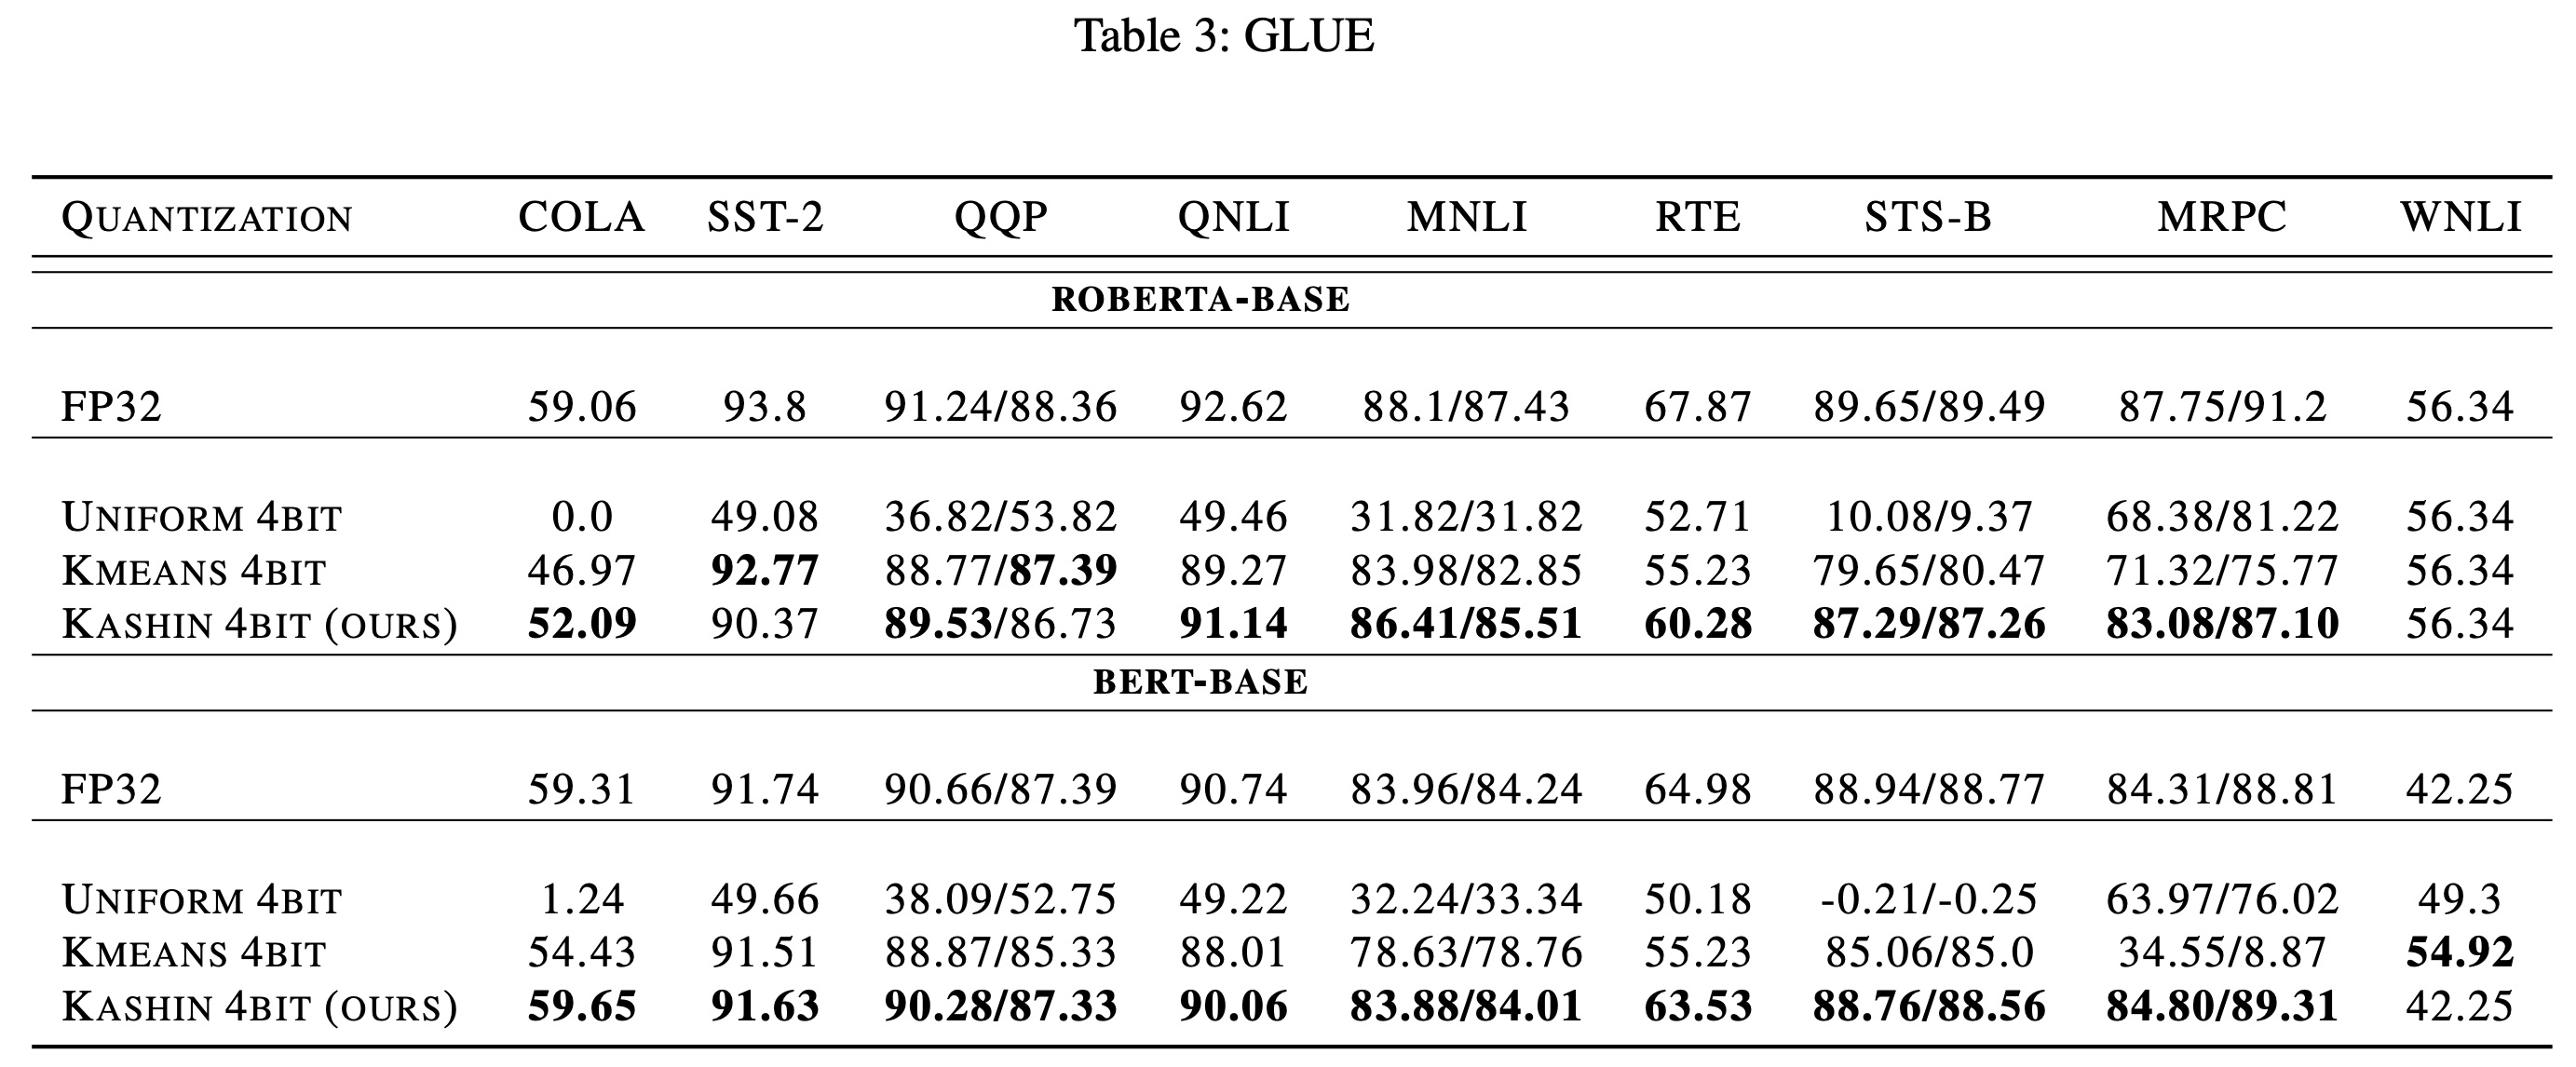 Table 3: GLUE
QUANTIZATION COLA SST-2 QQP QNLI MNLI RTE STS-B MRPC WNLI
ROBERTA-BASE
FP32 59.06 93.8 91.24/88.36 92.62 88.1/87.43 67.87 89.65/89.49 87.75/91.2 56.34
UNIFORM 4BIT 0.0 49.08 36.82/53.82 49.46 31.82/31.82 52.71 10.08/9.37 68.38/81.22 56.34
KMEANS 4BIT 46.97 92.77 88.77/87.39 89.27 83.98/82.85 55.23 79.65/80.47 71.32/75.77 56.34
KASHIN 4BIT (OURS) 52.09 90.37 89.53/86.73 91.14 86.41/85.51 60.28 87.29/87.26 83.08/87.10 56.34
BERT-BASE
FP32 59.31 91.74 90.66/87.39 90.74 83.96/84.24 64.98 88.94/88.77 84.31/88.81 42.25
UNIFORM 4BIT 1.24 49.66 38.09/52.75 49.22 32.24/33.34 50.18 -0.21/-0.25 63.97/76.02 49.3
KMEANS 4BIT 54.43 91.51 88.87/85.33 88.01 78.63/78.76 55.23 85.06/85.0 34.55/8.87 54.92
KASHIN 4BIT (OURS) 59.65 91.63 90.28/87.33 90.06 83.88/84.01 63.53 88.76/88.56 84.80/89.31 42.25